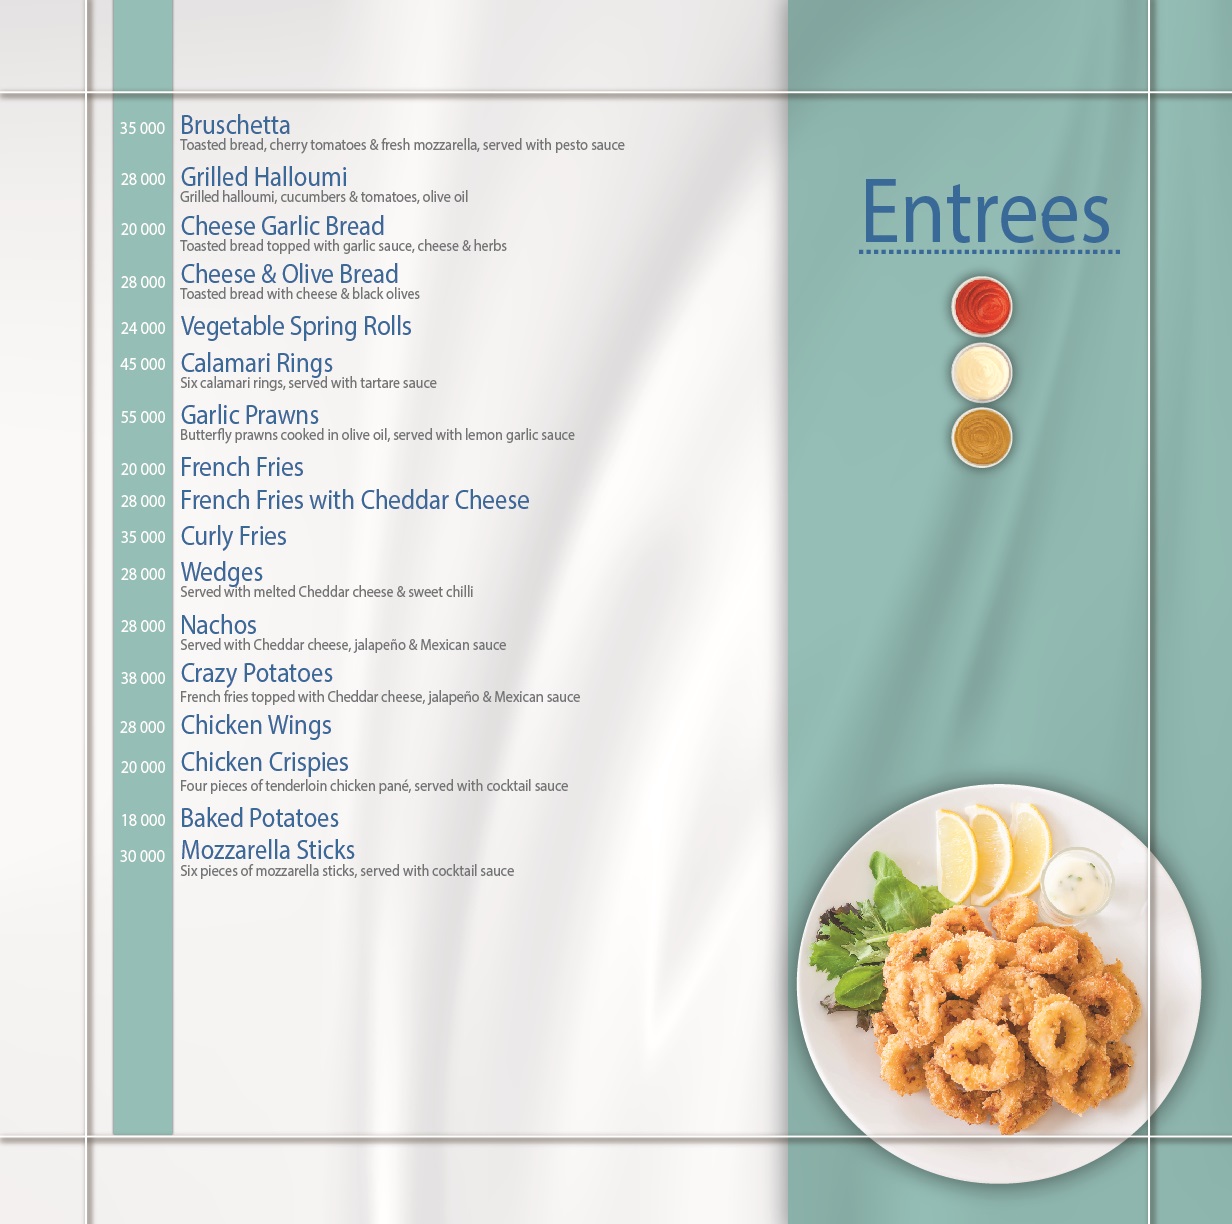 35 000 Bruschetta
Toasted bread, cherry tomatoes & fresh mozzarella, served with pesto sauce
28 000 Grilled Halloumi
Grilled halloumi, cucumbers & tomatoes, olive oil
20 000 Cheese Garlic Bread
Toasted bread topped with garlic sauce, cheese & herbs
28 000 Cheese & Olive Bread
Toasted bread with cheese & black olives
24 000 Vegetable Spring Rolls
45 000 Calamari Rings
Six calamari rings, served with tartare sauce
55 000 Garlic Prawns
Butterfly prawns cooked in olive oil, served with lemon garlic sauce
20 000 French Fries
28 000 French Fries with Cheddar Cheese
35 000 Curly Fries
28 000 Wedges
Served with melted Cheddar cheese & sweet chilli
28 000 Nachos
Served with Cheddar cheese, jalapeño & Mexican sauce
38 000 Crazy Potatoes
French fries topped with Cheddar cheese, jalapeño & Mexican sauce
28 000 Chicken Wings
20 000 Chicken Crispies
Four pieces of tenderloin chicken pané, served with cocktail sauce
18 000 Baked Potatoes
30 000 Mozzarella Sticks
Six pieces of mozzarella sticks, served with cocktail sauce
Entrees